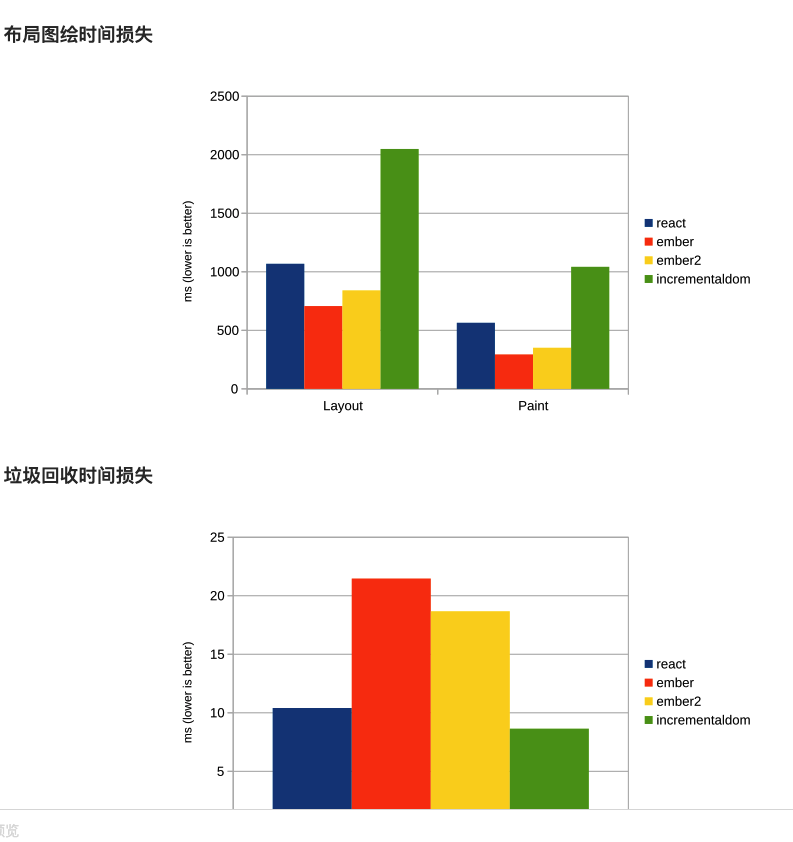 布局图绘时间损失
2500
2000
1500
1000
500
0
ms (lower is better)
Layout
Paint
react
ember
ember2
incrementaldom
垃圾回收时间损失
25
20
15
10
5
ms (lower is better)
react
ember
ember2
incrementaldom
览